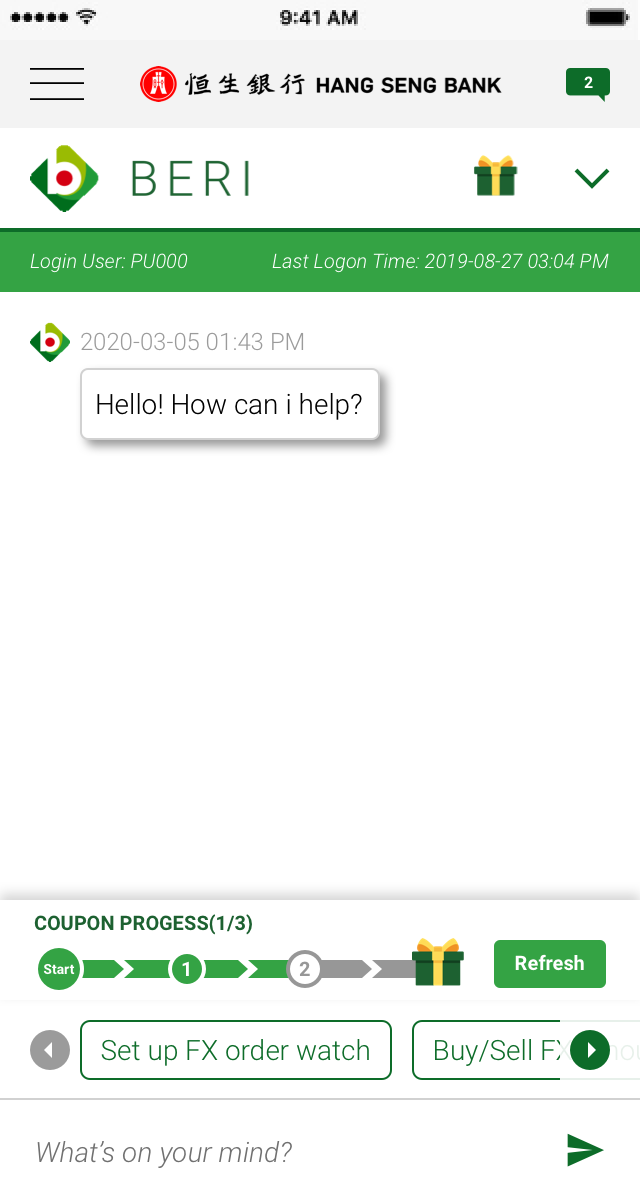 9:41 AM
恒生銀行 HANG SENG BANK
2
BERI
Login User: PU000
Last Logon Time: 2019-08-27 03:04 PM
2020-03-05 01:43 PM
Hello! How can i help?
COUPON PROGESS(1/3)
Start
1
2
Refresh
Set up FX order watch
Buy/Sell FX
What's on your mind?